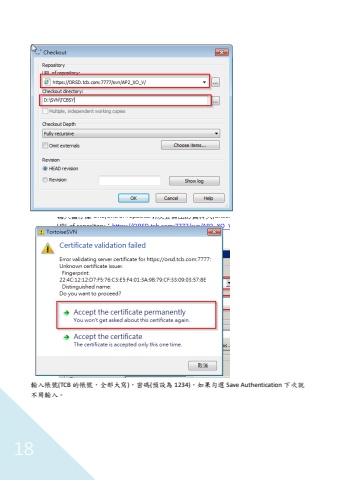 Checkout
Repository
URL of repository:
https://ORSD.tcb.com:7777/svn/AP2_XO_V/
...
Checkout directory:
D:\SVN\TCBSY
...
Multiple, independent working copies
Checkout Depth
Fully recursive
Omit externals
Choose items...
Revision
HEAD revision
Revision
Show log
OK Cancel Help
URL of repository : https://ORSD.tcb.com:7777/svn/AP2_XO_V
TortoiseSVN
Certificate validation failed
Error validating server certificate for https://orsd.tcb.com:7777:
Unknown certificate issuer.
Fingerprint:
22:4C:12:12:D7:F5:76:C3:E5:F4:01:3A:9B:79:CF:33:09:03:57:8E
Distinguished name:
Do you want to proceed?
Accept the certificate permanently
You won't get asked about this certificate again.
Accept the certificate
The certificate is accepted only this one time.
取消
輸入帳號(TCB 的帳號，全部大寫)，密碼(預設為 1234)，如果勾選 Save Authentication 下次就
不用輸入。
18